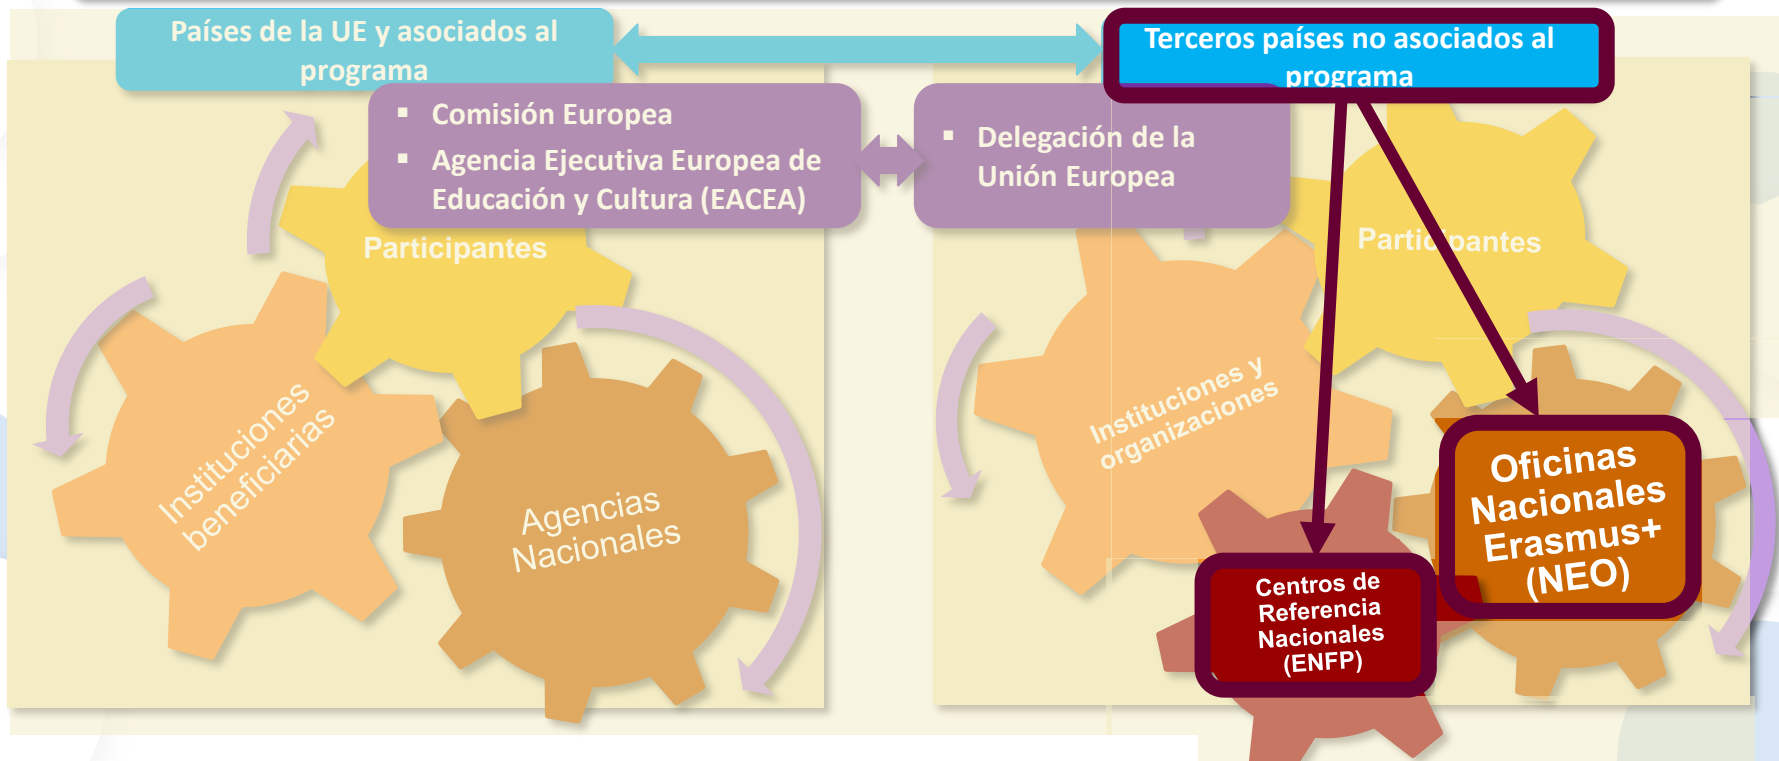 Países de la UE y asociados al
programa
Terceros países no asociados al
programa
▪ Comisión Europea
▪ Agencia Ejecutiva Europea de
Educación y Cultura (EACEA)
▪ Delegación de la
Unión Europea
Participantes
Instituciones
beneficiarias
Agencias
Nacionales
Participantes
Instituciones y
organizaciones
Oficinas
Nacionales
Erasmus+
(NEO)
Centros de
Referencia
Nacionales
(ENFP)